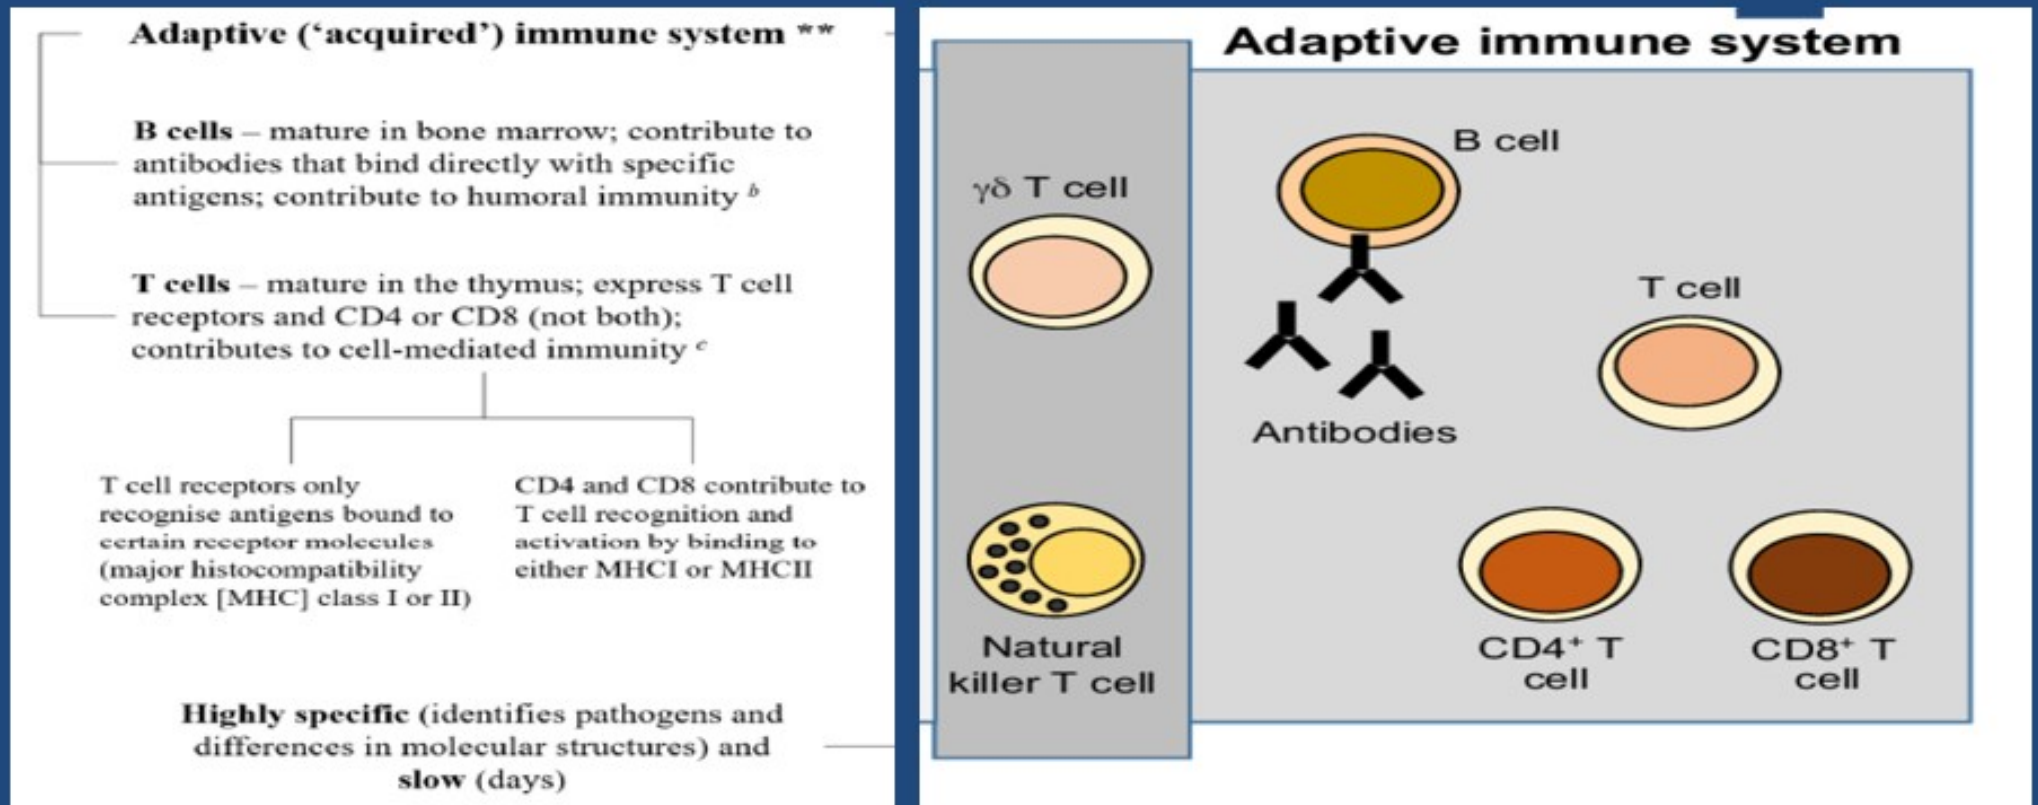 Adaptive (‘acquired’) immune system **
B cells – mature in bone marrow; contribute to
antibodies that bind directly with specific
antigens; contribute to humoral immunity b
T cells – mature in the thymus; express T cell
receptors and CD4 or CD8 (not both);
contributes to cell-mediated immunity c
T cell receptors only
recognise antigens bound to
certain receptor molecules
(major histocompatibility
complex [MHC] class I or II)
CD4 and CD8 contribute to
T cell recognition and
activation by binding to
either MHCI or MHCII
Highly specific (identifies pathogens and
differences in molecular structures) and
slow (days)
Adaptive immune system
γδ T cell
B cell
Antibodies
T cell
Natural
killer T cell
CD4⁺ T
cell
CD8⁺ T
cell